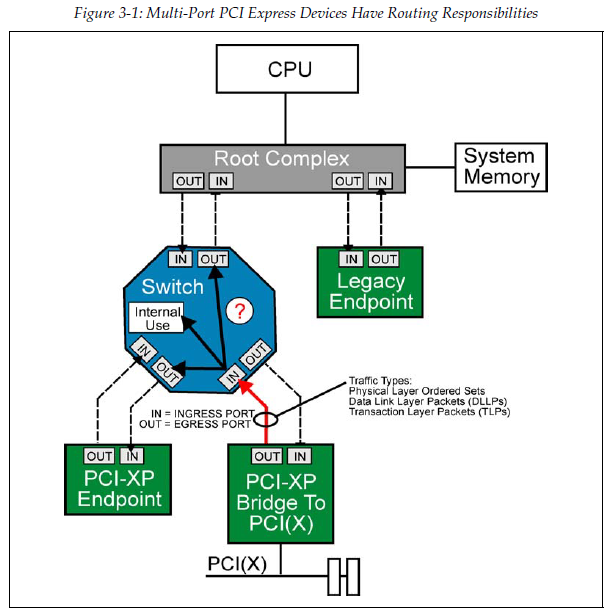 Figure 3-1: Multi-Port PCI Express Devices Have Routing Responsibilities
CPU
Root Complex
OUT IN
OUT IN
System
Memory
IN OUT
Switch
Internal
Use
?
IN OUT
Legacy
Endpoint
IN
OUT
IN
OUT
Traffic Types:
Physical Layer Ordered Sets
Data Link Layer Packets (DLLPs)
Transaction Layer Packets (TLPs)
IN = INGRESS PORT
OUT = EGRESS PORT
OUT IN
PCI-XP
Endpoint
OUT IN
PCI-XP
Bridge To
PCI(X)
PCI(X)